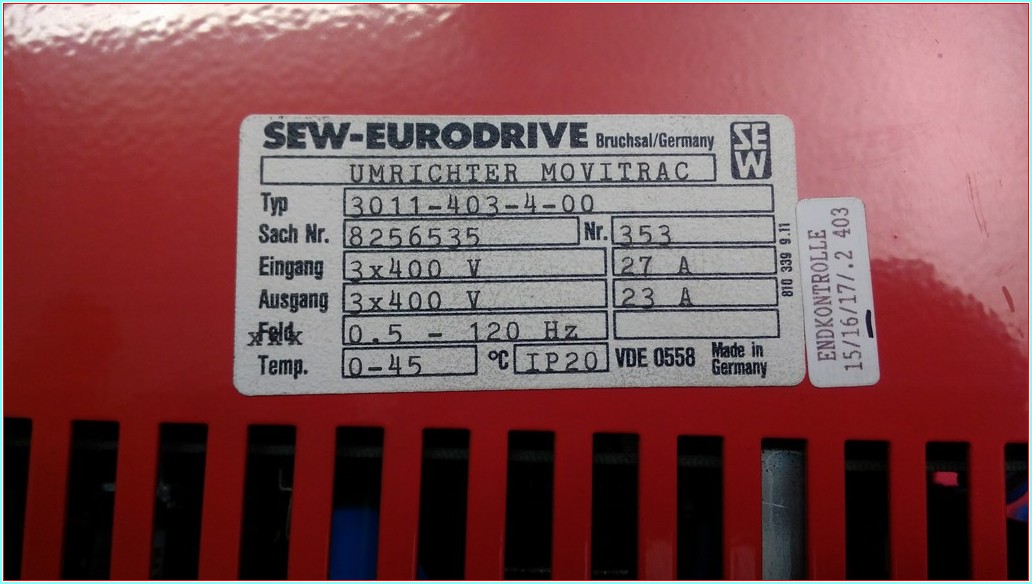 SEW-EURODRIVE Bruchsal/Germany SEW
UMRICHTER MOVITRAC
Typ 3011-403-4-00
Sach Nr. 8256535 Nr. 353
Eingang 3x400 V 27 A
Ausgang 3x400 V 23 A
Feld 0.5 - 120 Hz
xxx
Temp. 0-45 °C IP20 VDE 0558 Made in Germany
810 339 9.11
ENDKONTROLLE
15/16/17/.2 403